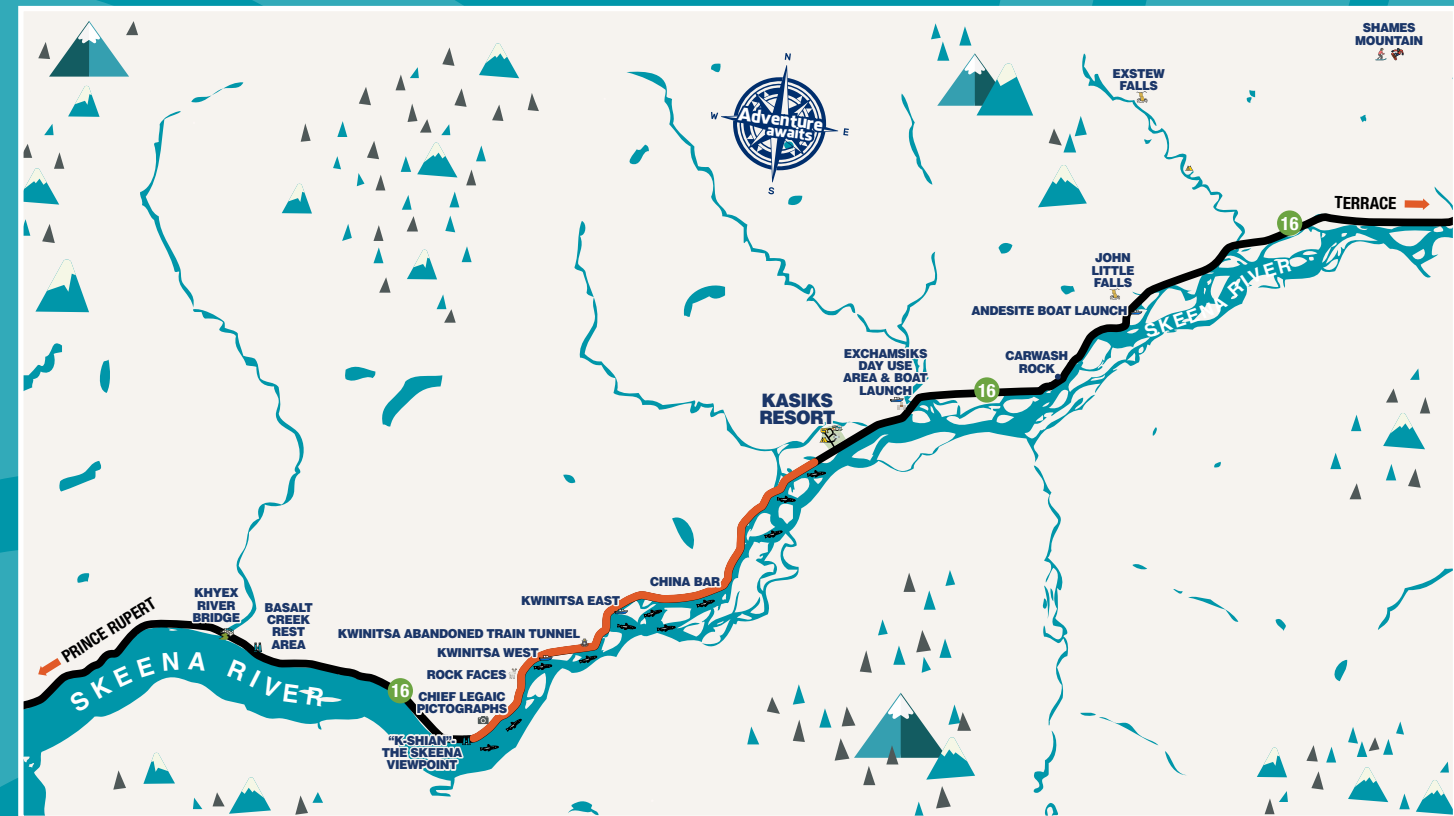 SHAMES
MOUNTAIN
EXSTEW
FALLS
N
W
Adventure
awaits
E
S
TERRACE
16
SKEENA RIVER
JOHN
LITTLE
FALLS
ANDESITE BOAT LAUNCH
EXCHAMSIKS
DAY USE
AREA & BOAT
LAUNCH
CARWASH
ROCK
16
KASIKS
RESORT
CHINA BAR
KWINITSA EAST
KWINITSA ABANDONED TRAIN TUNNEL
KWINITSA WEST
ROCK FACES
CHIEF LEGAIC
PICTOGRAPHS
KHYEX
RIVER
BRIDGE
BASALT
CREEK
REST
AREA
PRINCE RUPERT
SKEENA RIVER
16
“K-SHIAN”-
THE SKEENA
VIEWPOINT